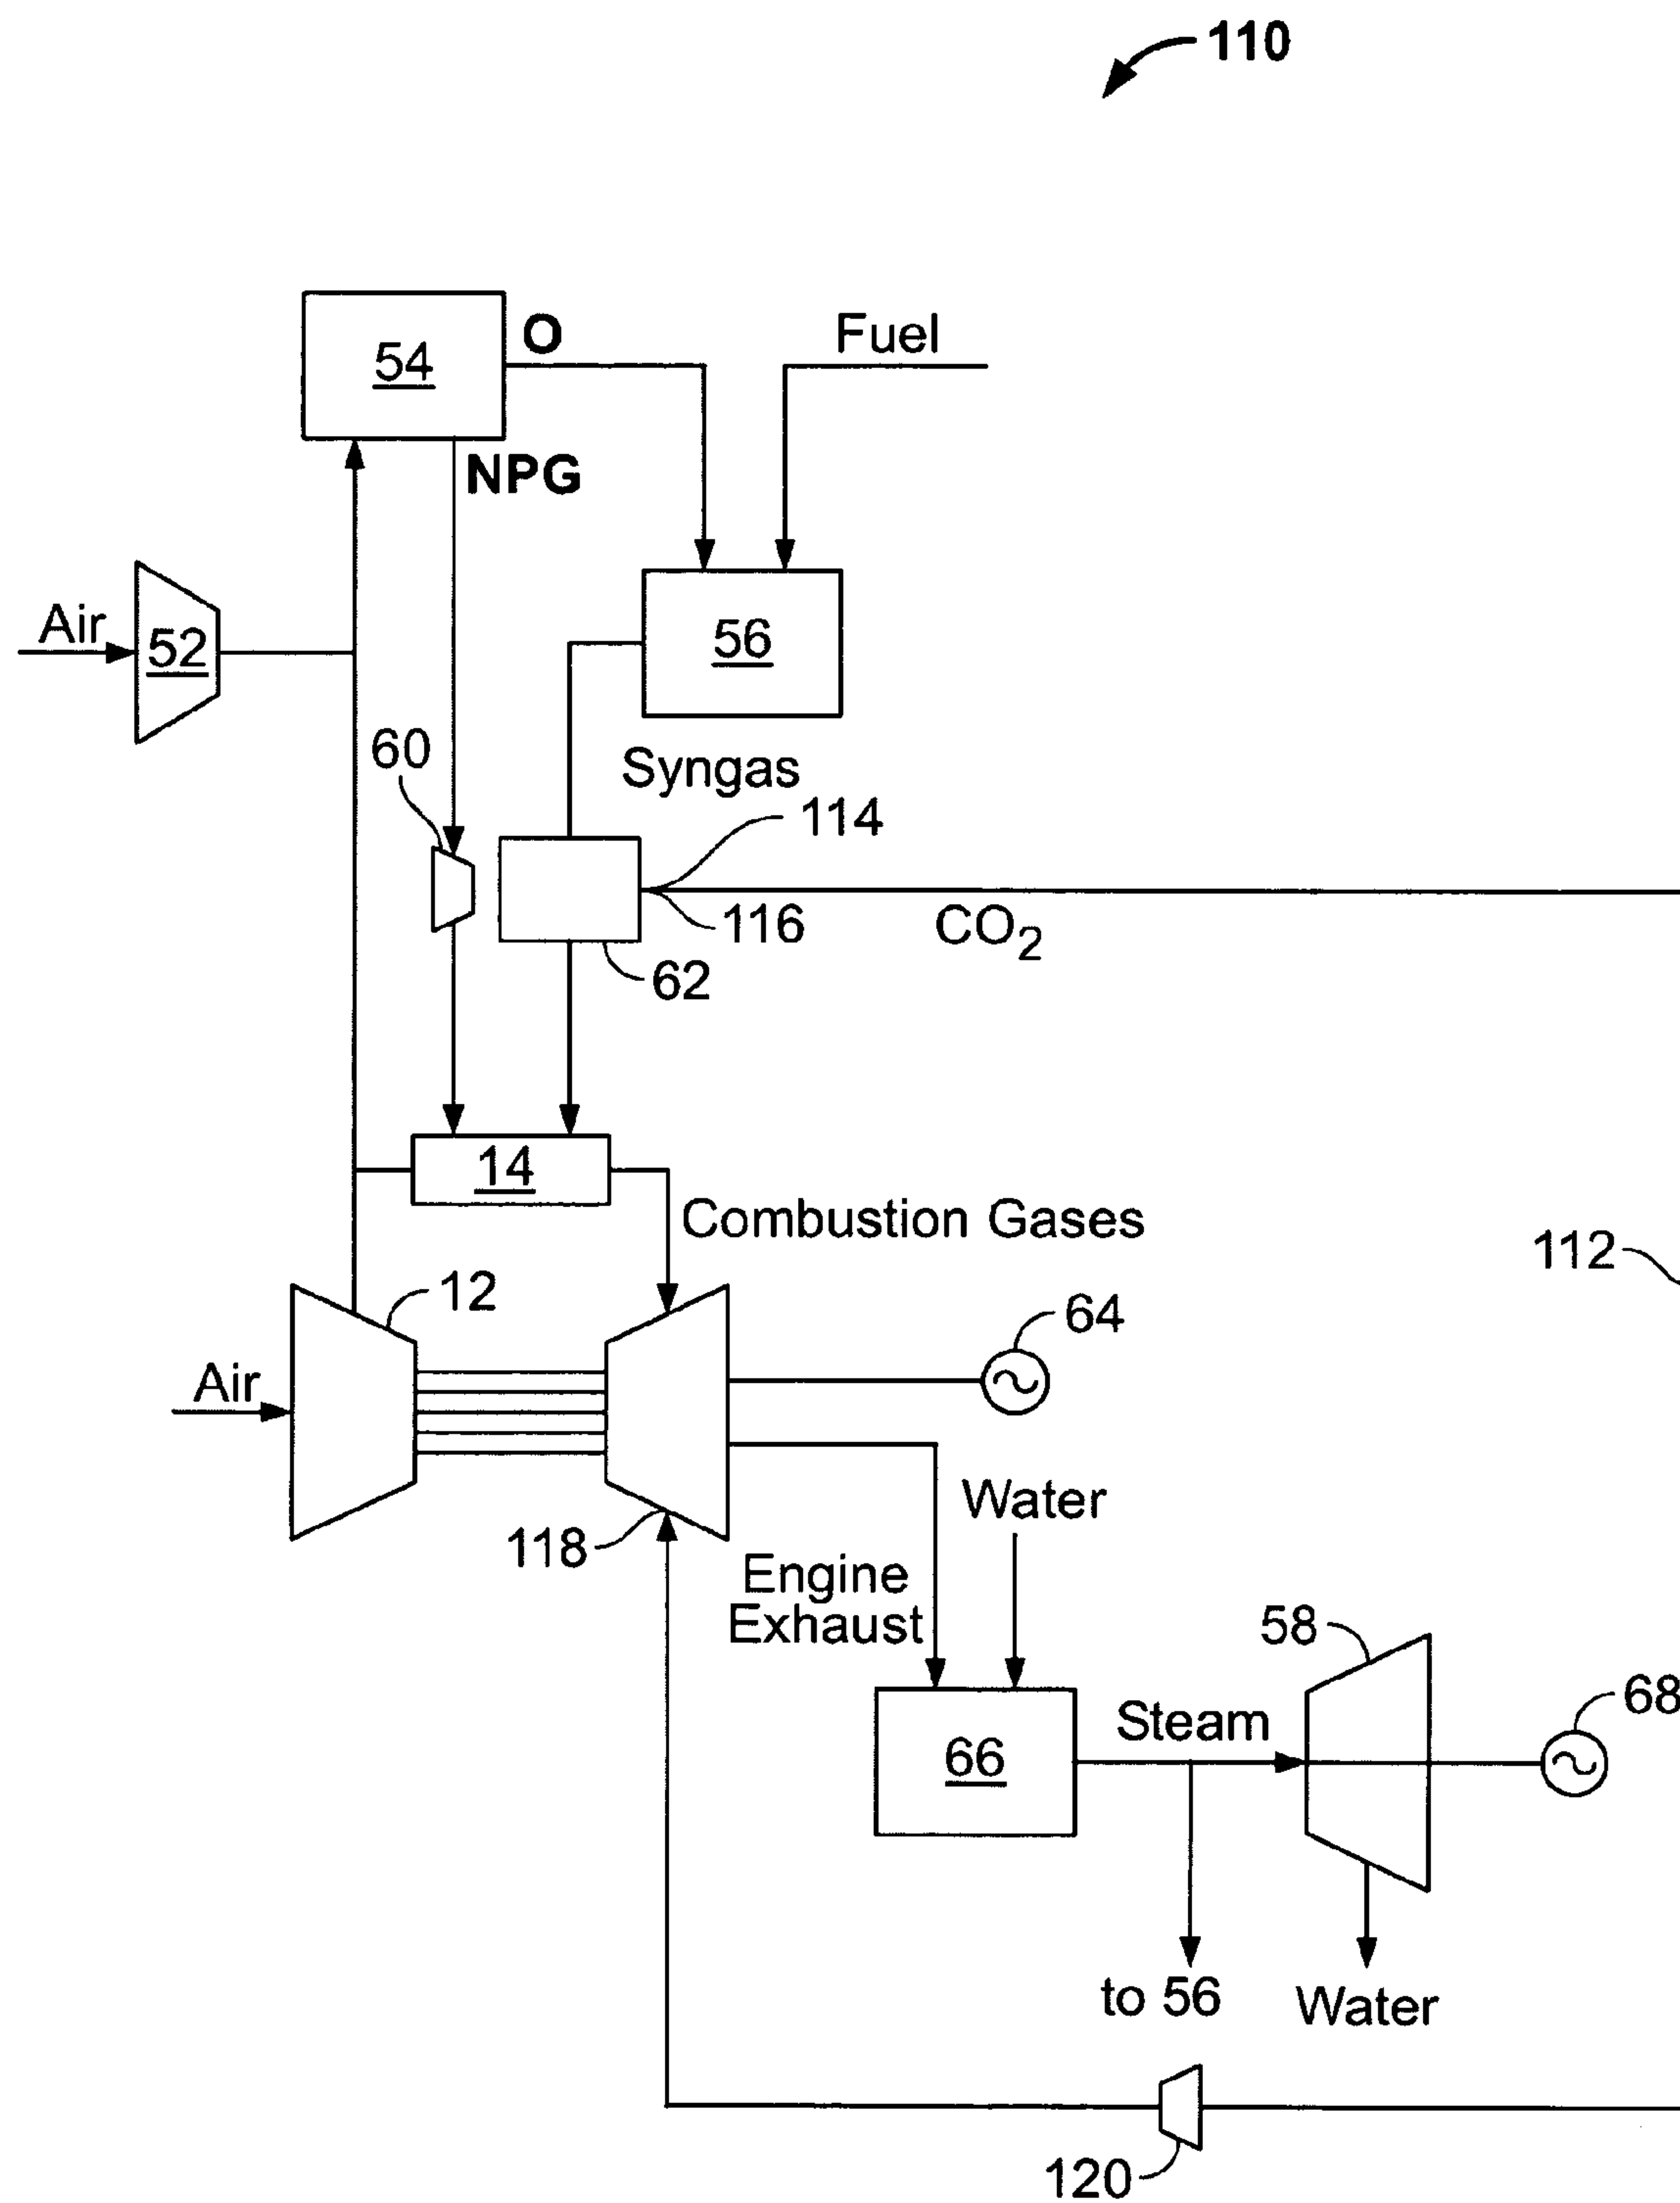 110
54
O
Fuel
NPG
Air
52
56
60
Syngas
114
116
CO2
62
14
Combustion Gases
112
12
64
Air
Water
118
Engine
Exhaust
58
68
Steam
66
to 56
Water
120